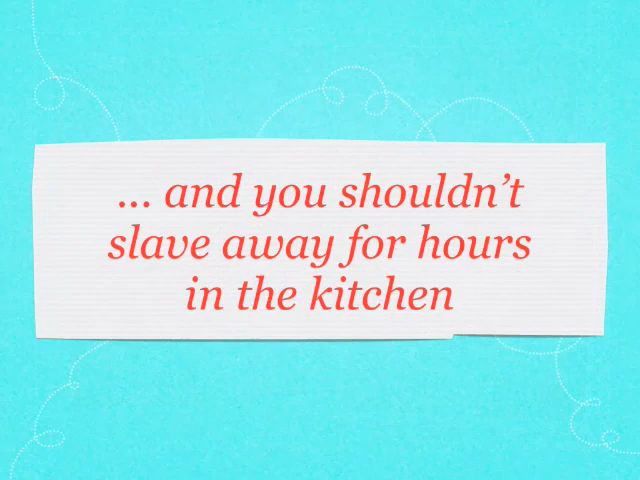 ... and you shouldn’t
slave away for hours
in the kitchen